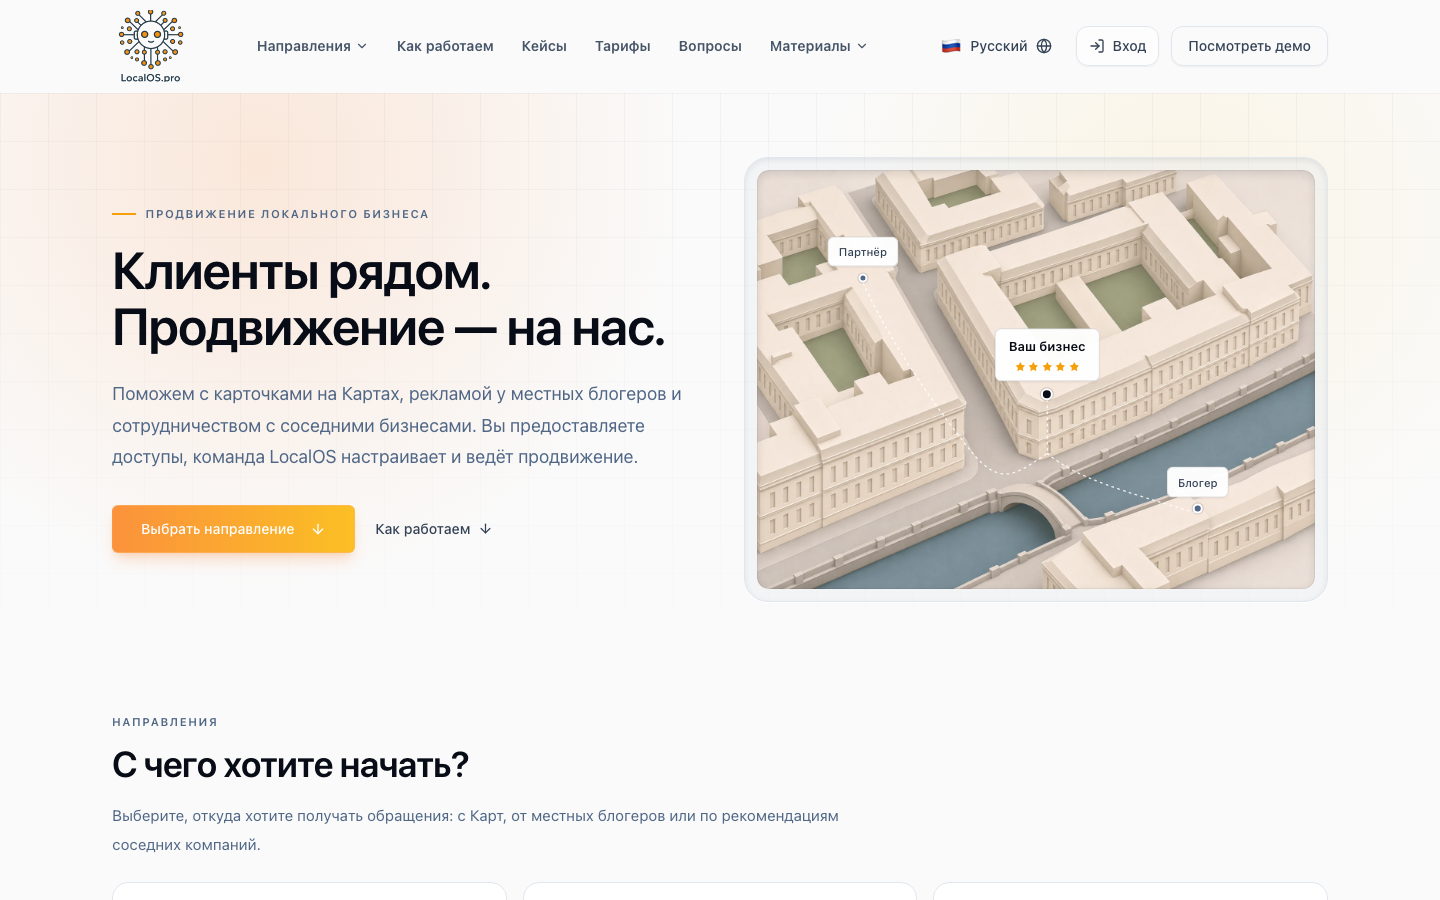 LocalOS.pro
Направления
Как работаем
Кейсы
Тарифы
Вопросы
Материалы
Русский
Вход
Посмотреть демо
ПРОДВИЖЕНИЕ ЛОКАЛЬНОГО БИЗНЕСА
Клиенты рядом.
Продвижение — на нас.
Поможем с карточками на Картах, рекламой у местных блогеров и
сотрудничеством с соседними бизнесами. Вы предоставляете
доступы, команда LocalOS настраивает и ведёт продвижение.
Выбрать направление
Как работаем
Партнёр
Ваш бизнес
Блогер
НАПРАВЛЕНИЯ
С чего хотите начать?
Выберите, откуда хотите получать обращения: с Карт, от местных блогеров или по рекомендациям
соседних компаний.